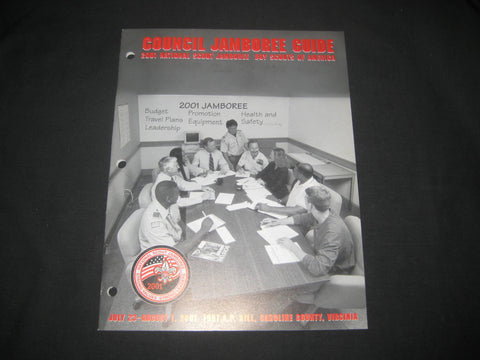 COUNCIL JAMBOREE GUIDE
2001 NATIONAL SCOUT JAMBOREE BOY SCOUTS OF AMERICA
2001 JAMBOREE
Budget Promotion Health and
Travel Plans Equipment Safety
Leadership
2001
JULY 23-AUGUST 1, 2001 FORT A.P. HILL, CAROLINE COUNTY, VIRGINIA